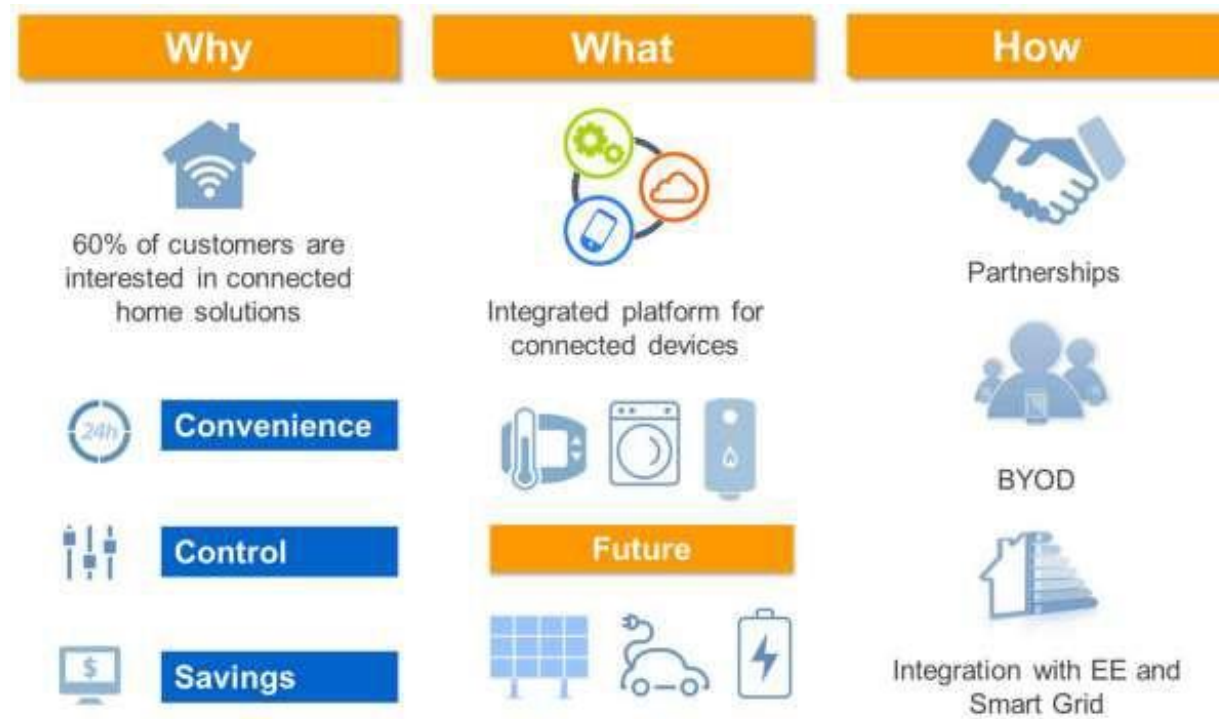 Why
60% of customers are
interested in connected
home solutions
24h
Convenience
Control
$
Savings
What
Integrated platform for
connected devices
Future
How
Partnerships
BYOD
Integration with EE and
Smart Grid